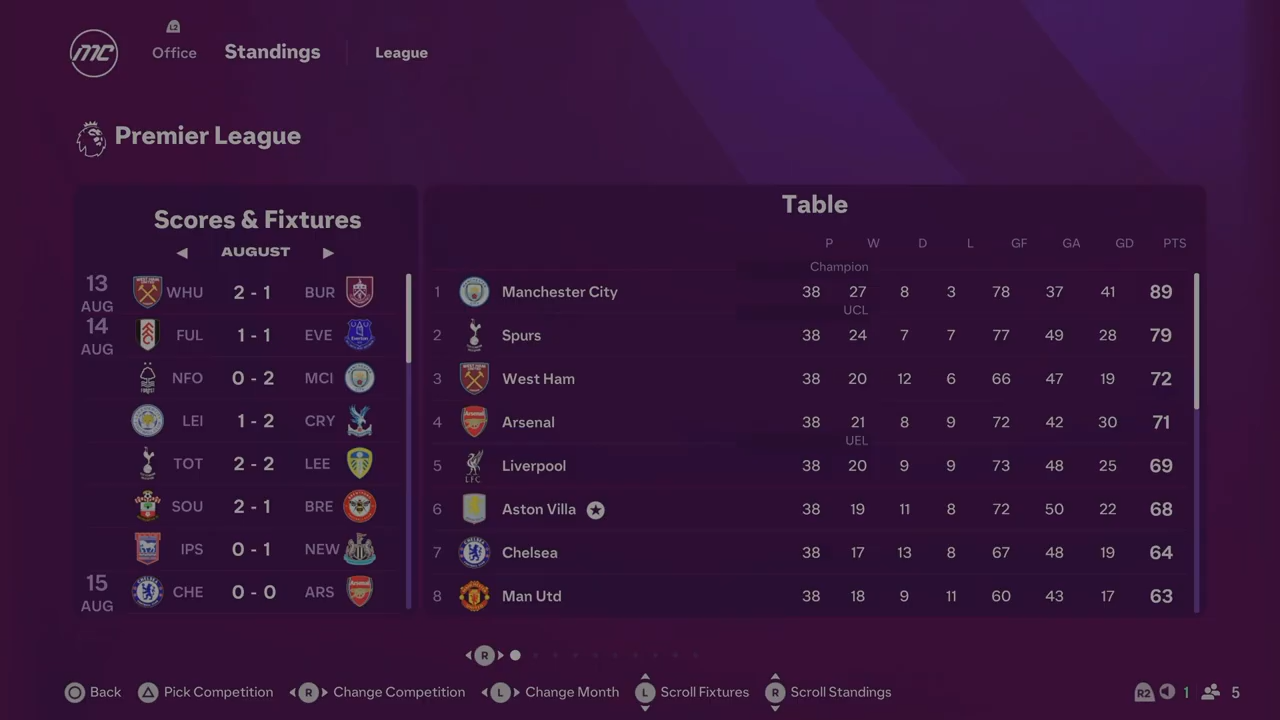 L2
MC Office Standings League
Premier League
Scores & Fixtures
AUGUST
13 AUG WHU 2 - 1 BUR
14 AUG FUL 1 - 1 EVE
NFO 0 - 2 MCI
LEI 1 - 2 CRY
TOT 2 - 2 LEE
SOU 2 - 1 BRE
IPS 0 - 1 NEW
15 AUG CHE 0 - 0 ARS
Table
P W D L GF GA GD PTS
Champion
1 Manchester City 38 27 8 3 78 37 41 89
UCL
2 Spurs 38 24 7 7 77 49 28 79
3 West Ham 38 20 12 6 66 47 19 72
4 Arsenal 38 21 8 9 72 42 30 71
UEL
5 Liverpool 38 20 9 9 73 48 25 69
6 Aston Villa 38 19 11 8 72 50 22 68
7 Chelsea 38 17 13 8 67 48 19 64
8 Man Utd 38 18 9 11 60 43 17 63
R
Back Pick Competition R Change Competition L Change Month L Scroll Fixtures R Scroll Standings R2 1 5